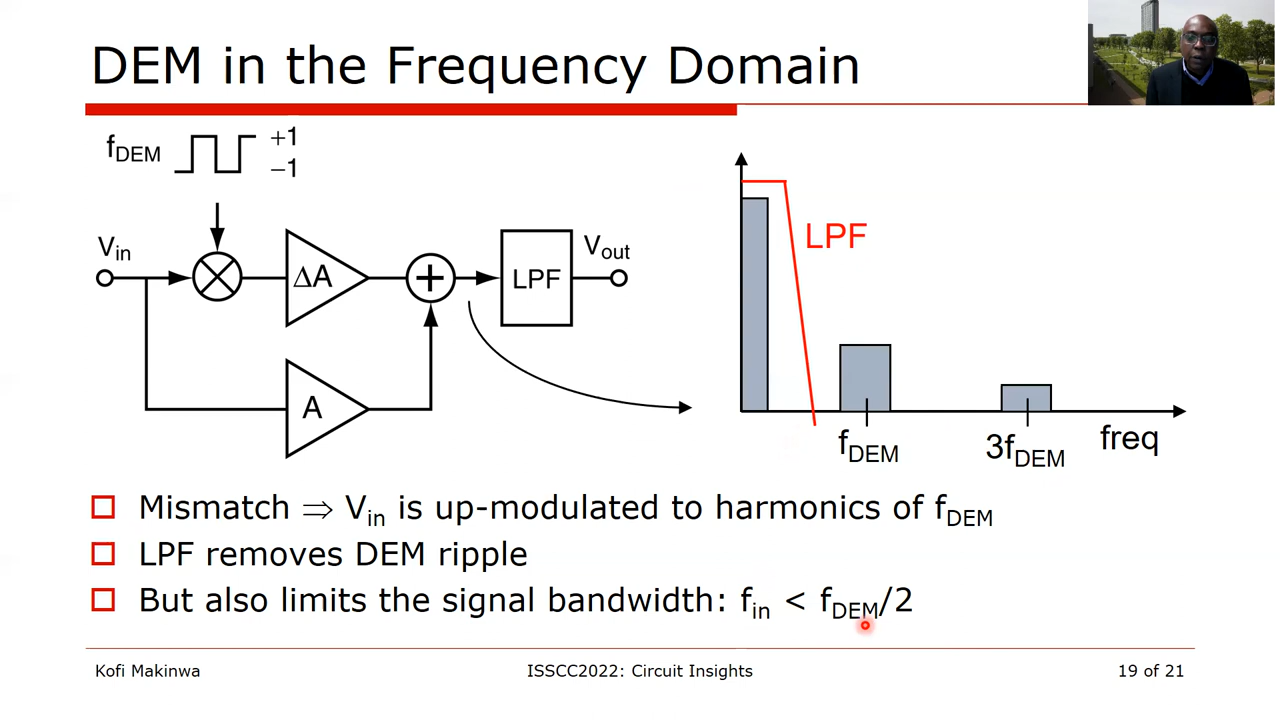 DEM in the Frequency Domain
fDEM
+1
−1
Vin
ΔA
LPF
Vout
A
LPF
fDEM
3fDEM
freq
Mismatch ⇒ Vin is up-modulated to harmonics of fDEM
LPF removes DEM ripple
But also limits the signal bandwidth: fin < fDEM/2
Kofi Makinwa
ISSCC2022: Circuit Insights
19 of 21